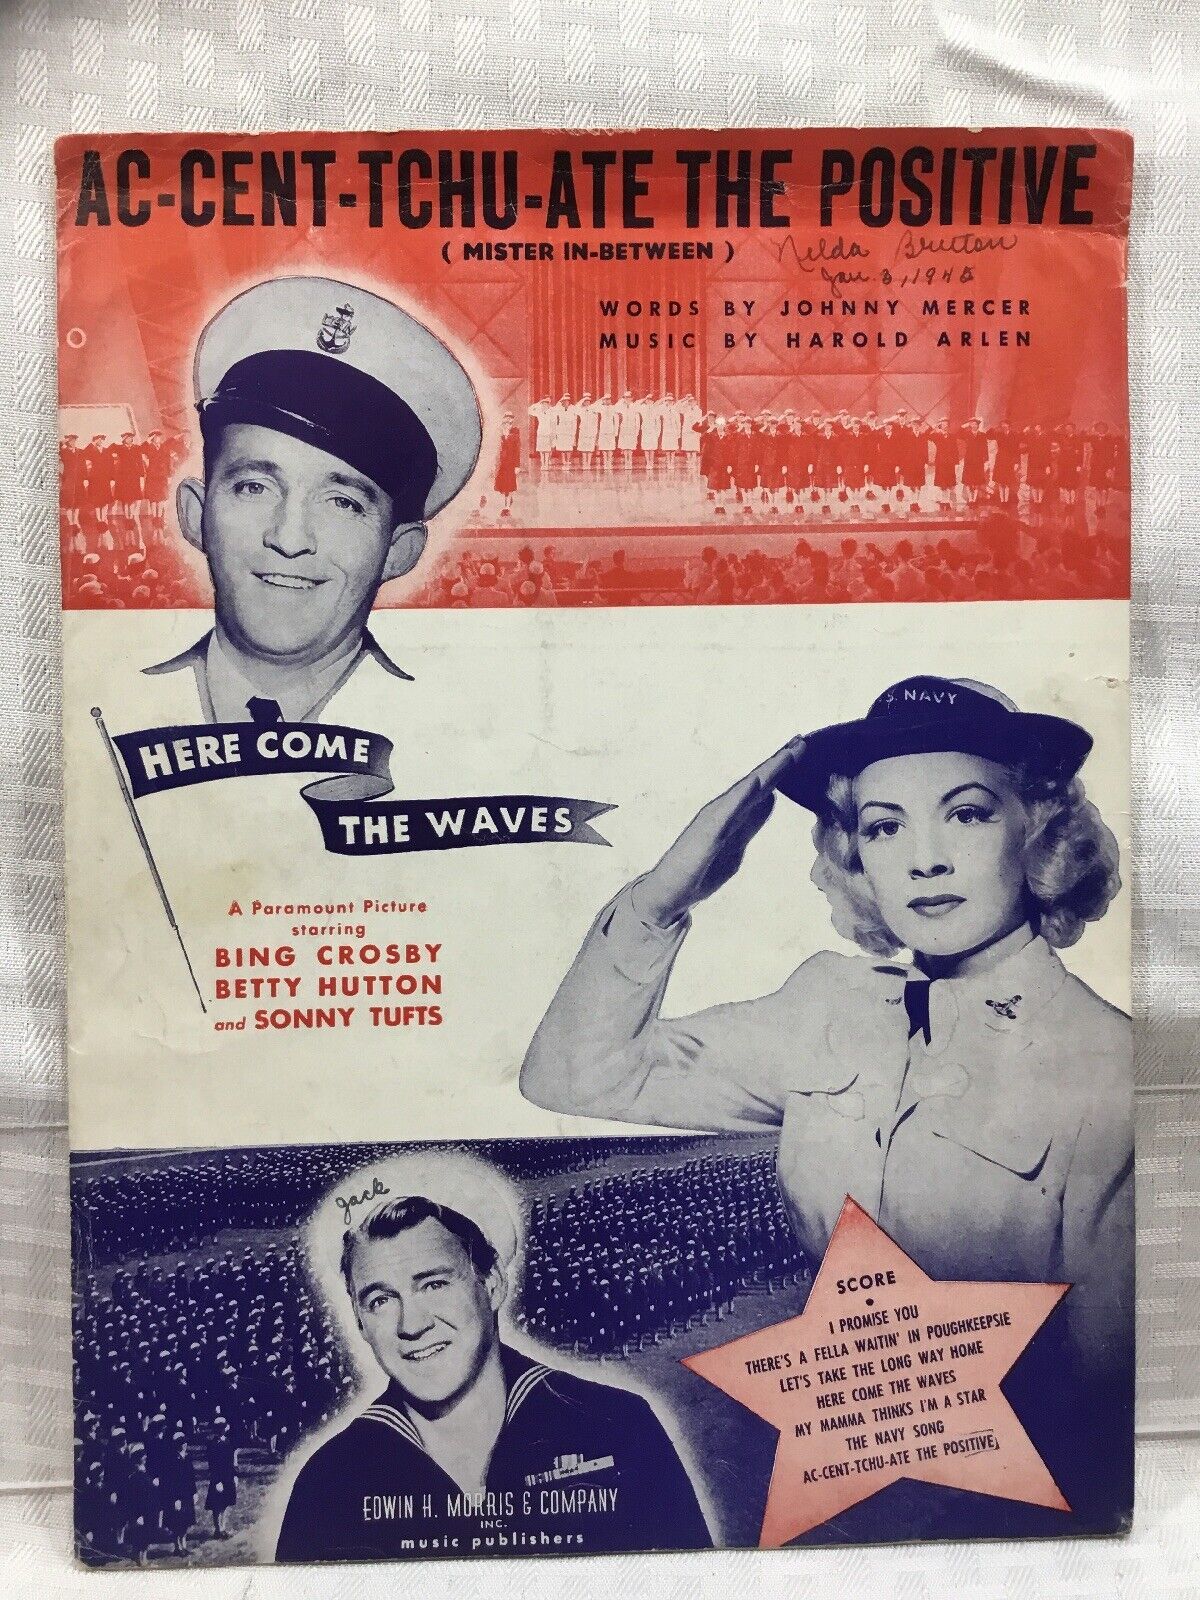 AC-CENT-TCHU-ATE THE POSITIVE
( MISTER IN-BETWEEN )
Nelda Brutton
Jan. 3, 1945
WORDS BY JOHNNY MERCER
MUSIC BY HAROLD ARLEN
S. NAVY
HERE COME
THE WAVES
A Paramount Picture
starring
BING CROSBY
BETTY HUTTON
and SONNY TUFTS
Jack
SCORE
•
I PROMISE YOU
THERE'S A FELLA WAITIN' IN POUGHKEEPSIE
LET'S TAKE THE LONG WAY HOME
HERE COME THE WAVES
MY MAMMA THINKS I'M A STAR
THE NAVY SONG
AC-CENT-TCHU-ATE THE POSITIVE
EDWIN H. MORRIS & COMPANY
INC.
music publishers